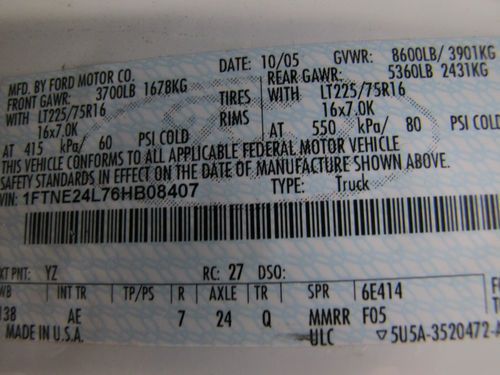 DATE: 10/05 GVWR: 8600LB/ 3901KG
MFD. BY FORD MOTOR CO. REAR GAWR: 5360LB 2431KG
FRONT GAWR: 3700LB 1678KG TIRES WITH LT225/75R16
WITH LT225/75R16 RIMS 16x7.0K
16x7.0K AT 550 kPa/ 80 PSI COLD
AT 415 kPa/ 60 PSI COLD
THIS VEHICLE CONFORMS TO ALL APPLICABLE FEDERAL MOTOR VEHICLE
SAFETY STANDARDS IN EFFECT ON THE DATE OF MANUFACTURE SHOWN ABOVE.
VIN: 1FTNE24L76HB08407 TYPE: Truck
XT PNT: YZ RC: 27 DSO:
WB INT TR TP/PS R AXLE TR SPR 6E414
138 AE 7 24 Q MMRR F05
MADE IN U.S.A. ULC ▽5U5A-3520472-A